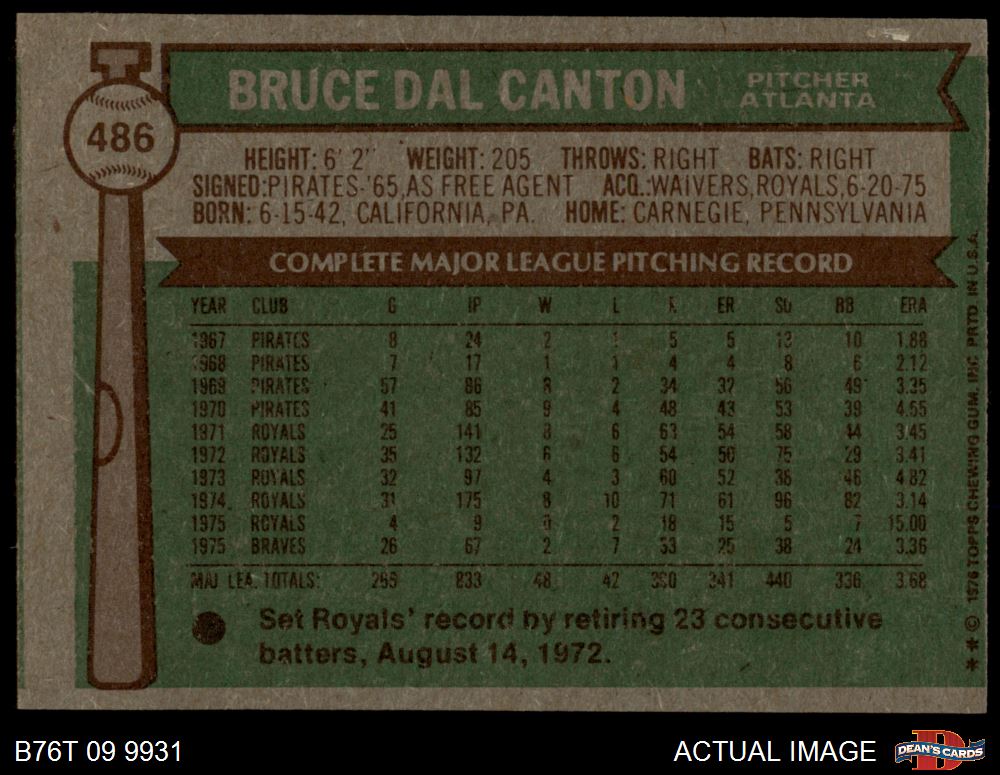 486
BRUCE DAL CANTON
PITCHER
ATLANTA
HEIGHT: 6' 2" WEIGHT: 205 THROWS: RIGHT BATS: RIGHT
SIGNED:PIRATES-'65,AS FREE AGENT ACQ.:WAIVERS,ROYALS,6-20-75
BORN: 6-15-42, CALIFORNIA, PA. HOME: CARNEGIE, PENNSYLVANIA
COMPLETE MAJOR LEAGUE PITCHING RECORD
YEAR CLUB G IP W L R ER SO BB ERA
1967 PIRATES 8 24 2 1 5 5 13 10 1.88
1968 PIRATES 7 17 1 1 4 4 8 6 2.12
1969 PIRATES 57 86 8 2 34 32 56 49 3.35
1970 PIRATES 41 85 9 4 48 43 53 39 4.55
1971 ROYALS 25 141 8 6 63 54 58 44 3.45
1972 ROYALS 35 132 6 6 54 50 75 29 3.41
1973 ROYALS 32 97 4 3 60 52 38 46 4.82
1974 ROYALS 31 175 8 10 71 61 96 82 3.14
1975 ROYALS 4 9 0 2 18 15 5 7 15.00
1975 BRAVES 26 67 2 7 33 25 38 24 3.36
MAJ. LEA. TOTALS: 833 48 42 341 440 336 3.68
Set Royals' record by retiring 23 consecutive
batters, August 14, 1972.
* * © 1976 TOPPS CHEWING GUM, INC. PRTD. IN U.S.A.
B76T 09 9931
ACTUAL IMAGE
D
DEAN'S CARDS